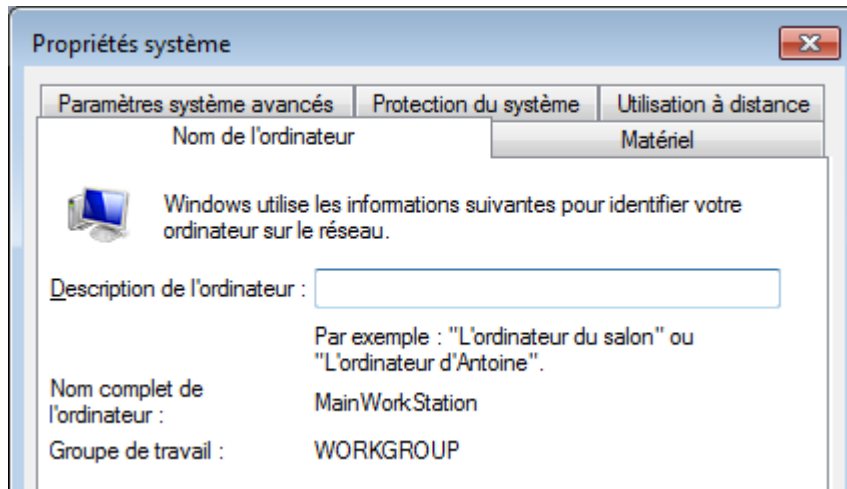 Propriétés système
Paramètres système avancés
Protection du système
Utilisation à distance
Nom de l'ordinateur
Matériel
Windows utilise les informations suivantes pour identifier votre
ordinateur sur le réseau.
Description de l'ordinateur :
Par exemple : "L'ordinateur du salon" ou
"L'ordinateur d'Antoine".
Nom complet de
l'ordinateur :
MainWorkStation
Groupe de travail :
WORKGROUP